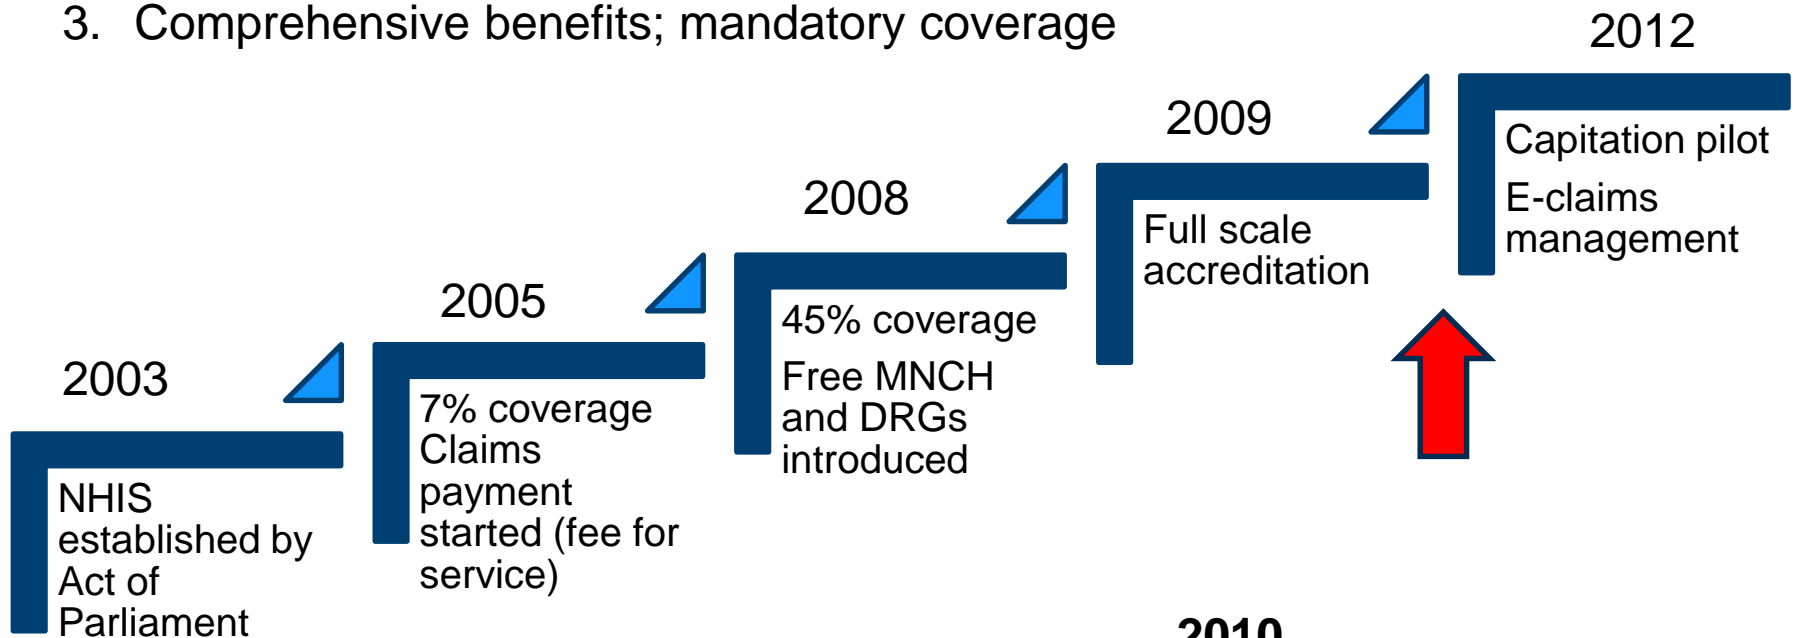 3. Comprehensive benefits; mandatory coverage
2003
NHIS
established by
Act of
Parliament
2005
7% coverage
Claims
payment
started (fee for
service)
2008
45% coverage
Free MNCH
and DRGs
introduced
2009
Full scale
accreditation
2012
Capitation pilot
E-claims
management
2010